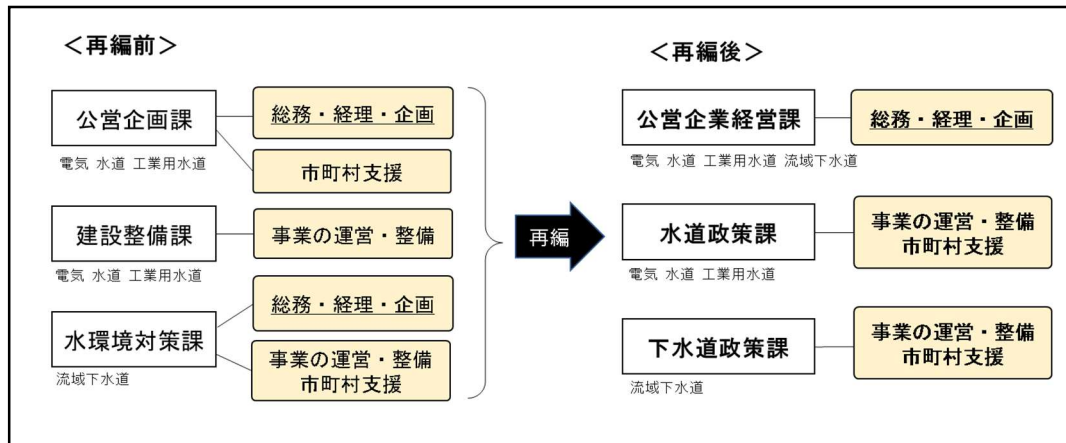 ＜再編前＞
公営企画課
電気 水道 工業用水道
総務・経理・企画
市町村支援
建設整備課
電気 水道 工業用水道
事業の運営・整備
水環境対策課
流域下水道
総務・経理・企画
事業の運営・整備
市町村支援
再編
＜再編後＞
公営企業経営課
電気 水道 工業用水道 流域下水道
総務・経理・企画
水道政策課
電気 水道 工業用水道
事業の運営・整備
市町村支援
下水道政策課
流域下水道
事業の運営・整備
市町村支援